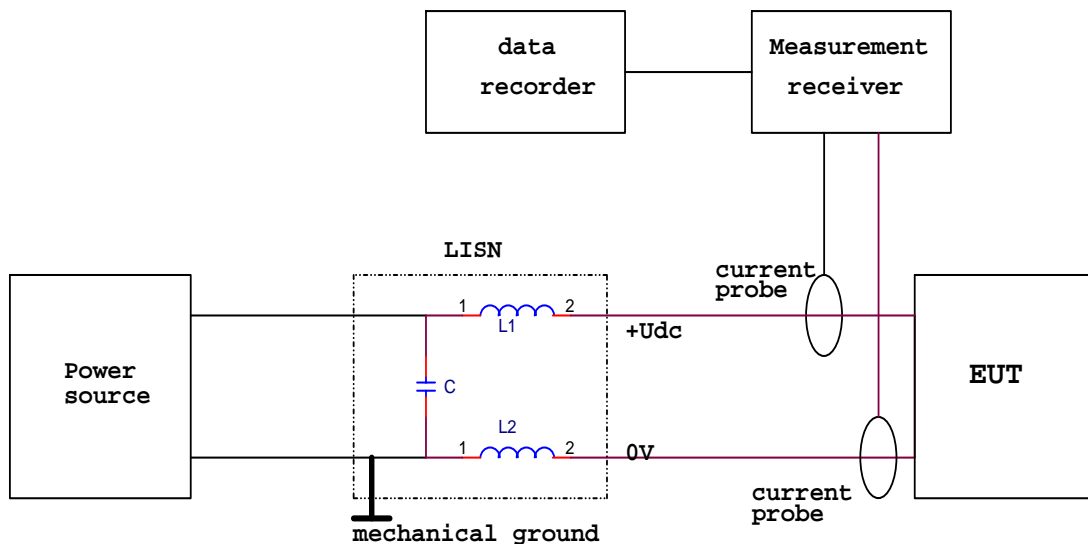 data
recorder
Measurement
receiver
LISN
current
probe
1
2
L1
+Udc
Power
source
C
EUT
L2
1
2
0V
current
probe
mechanical ground